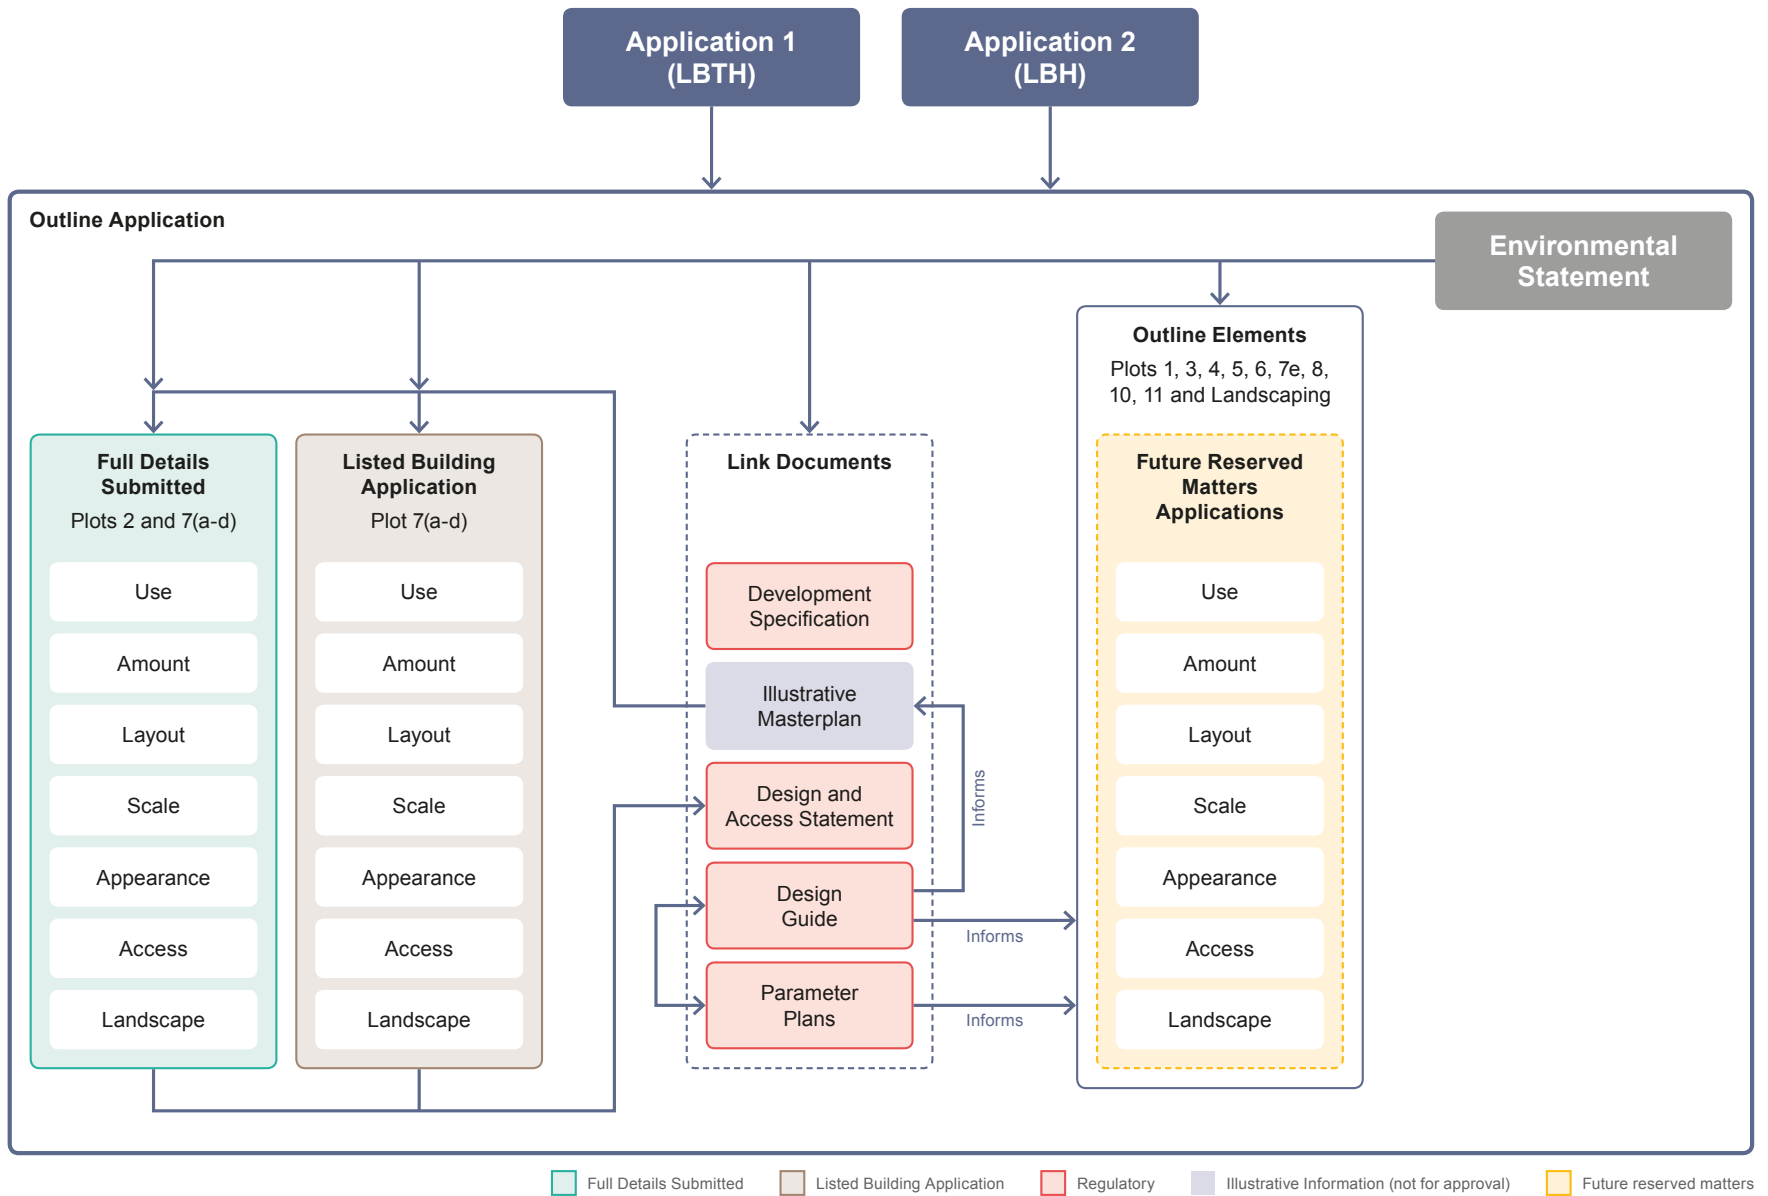 Application 1
(LBTH)
Application 2
(LBH)
Outline Application
Environmental
Statement
Outline Elements
Plots 1, 3, 4, 5, 6, 7e, 8,
10, 11 and Landscaping
Full Details
Submitted
Plots 2 and 7(a-d)
Use
Amount
Layout
Scale
Appearance
Access
Landscape
Listed Building
Application
Plot 7(a-d)
Use
Amount
Layout
Scale
Appearance
Access
Landscape
Link Documents
Development
Specification
Illustrative
Masterplan
Design and
Access Statement
Design
Guide
Parameter
Plans
Informs
Informs
Informs
Future Reserved
Matters
Applications
Use
Amount
Layout
Scale
Appearance
Access
Landscape
Full Details Submitted
Listed Building Application
Regulatory
Illustrative Information (not for approval)
Future reserved matters